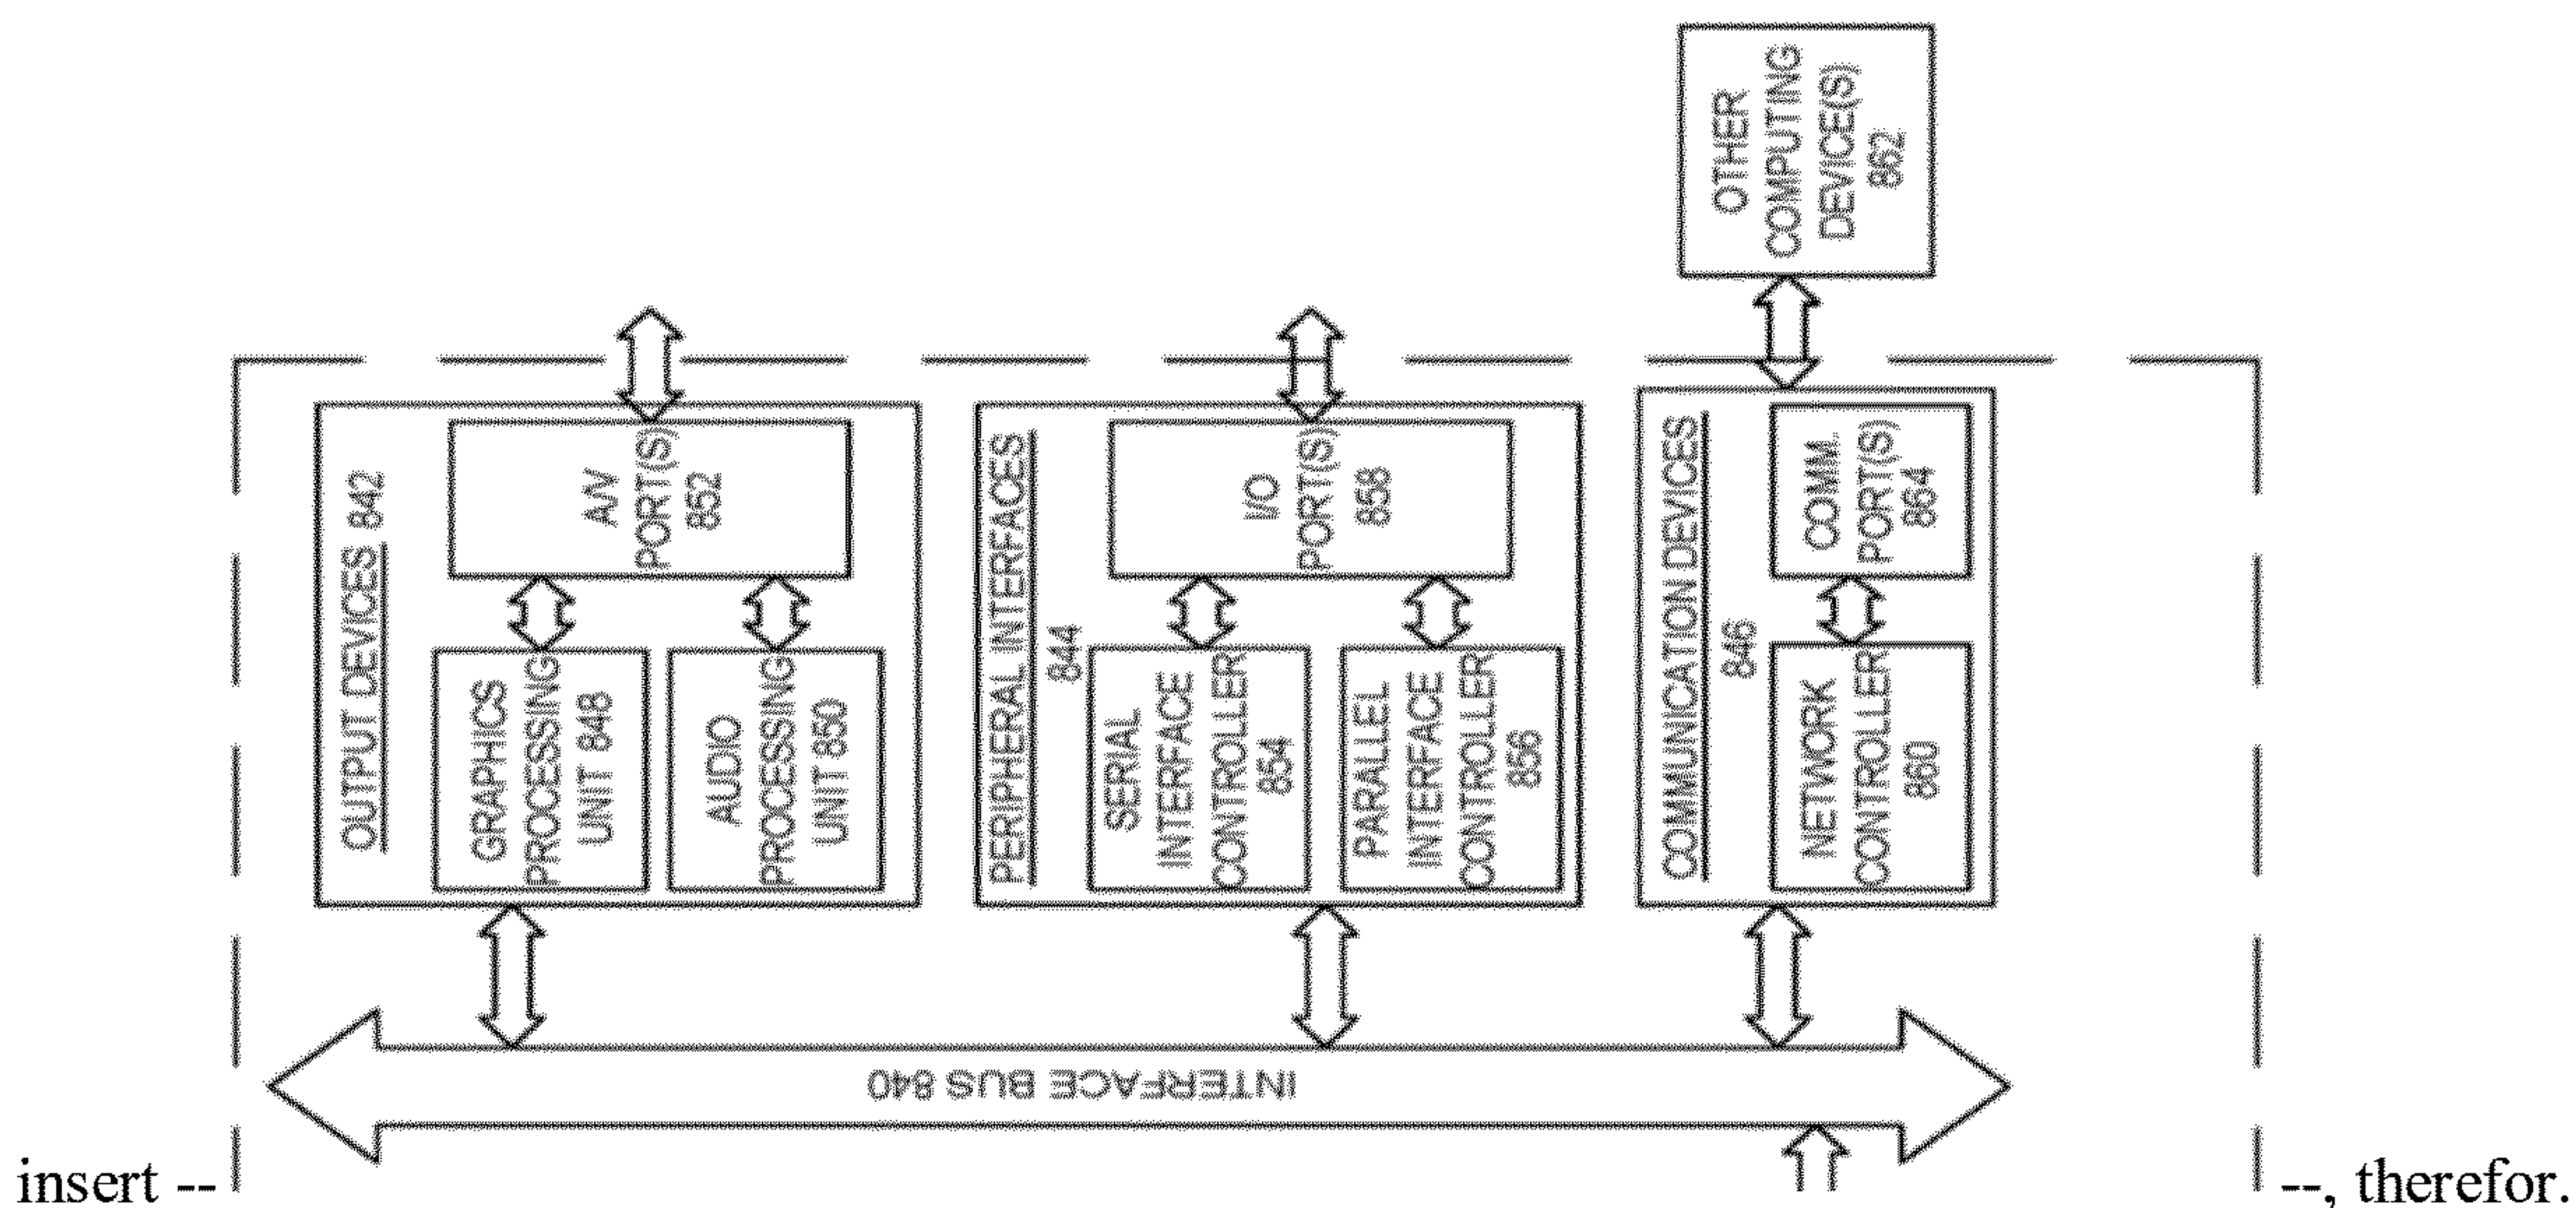 OTHER
COMPUTING
DEVICE(S)
862
OUTPUT DEVICES 842
A/V
PORT(S)
852
GRAPHICS
PROCESSING
UNIT 848
AUDIO
PROCESSING
UNIT 850
PERIPHERAL INTERFACES
844
I/O
PORT(S)
858
SERIAL
INTERFACE
CONTROLLER
854
PARALLEL
INTERFACE
CONTROLLER
856
COMMUNICATION DEVICES
846
COMM.
PORT(S)
864
NETWORK
CONTROLLER
860
INTERFACE BUS 840
insert --
--, therefor.